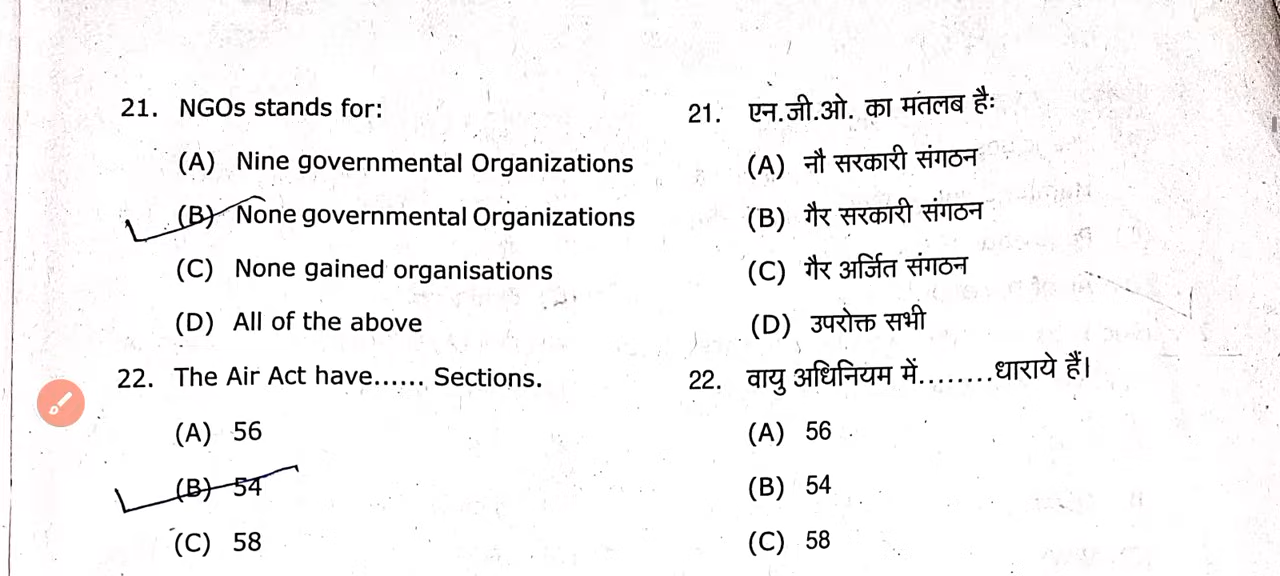 21. NGOs stands for:
(A) Nine governmental Organizations
(B) None governmental Organizations
(C) None gained organisations
(D) All of the above
22. The Air Act have...... Sections.
(A) 56
(B) 54
(C) 58
21. एन.जी.ओ. का मतलब है:
(A) नौ सरकारी संगठन
(B) गैर सरकारी संगठन
(C) गैर अर्जित संगठन
(D) उपरोक्त सभी
22. वायु अधिनियम में........धाराये हैं।
(A) 56
(B) 54
(C) 58